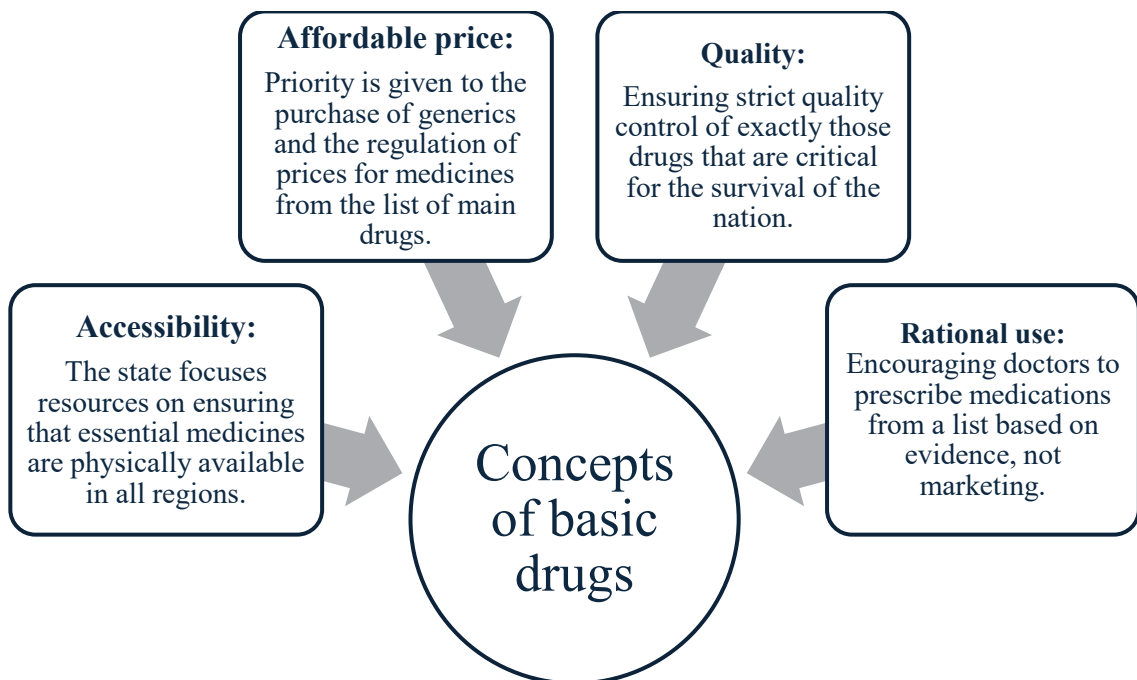 Affordable price:
Priority is given to the
purchase of generics
and the regulation of
prices for medicines
from the list of main
drugs.
Quality:
Ensuring strict quality
control of exactly those
drugs that are critical
for the survival of the
nation.
Accessibility:
The state focuses
resources on ensuring
that essential medicines
are physically available
in all regions.
Rational use:
Encouraging doctors to
prescribe medications
from a list based on
evidence, not
marketing.
Concepts
of basic
drugs